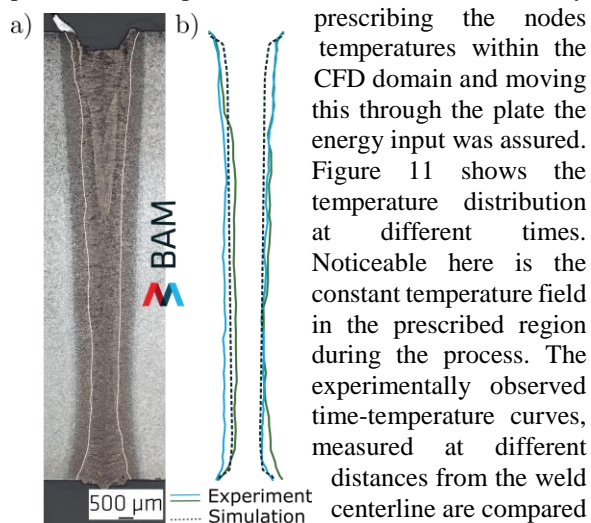 a)
b)
BAM
500 µm
Experiment
Simulation
prescribing the nodes
temperatures within the
CFD domain and moving
this through the plate the
energy input was assured.
Figure 11 shows the
temperature distribution
at different times.
Noticeable here is the
constant temperature field
in the prescribed region
during the process. The
experimentally observed
time-temperature curves,
measured at different
distances from the weld
centerline are compared